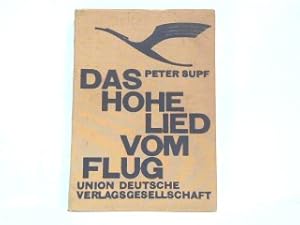 DAS PETER SUPF
HOHE
LIED
VOM
FLUG
UNION DEUTSCHE
VERLAGSGESELLSCHAFT